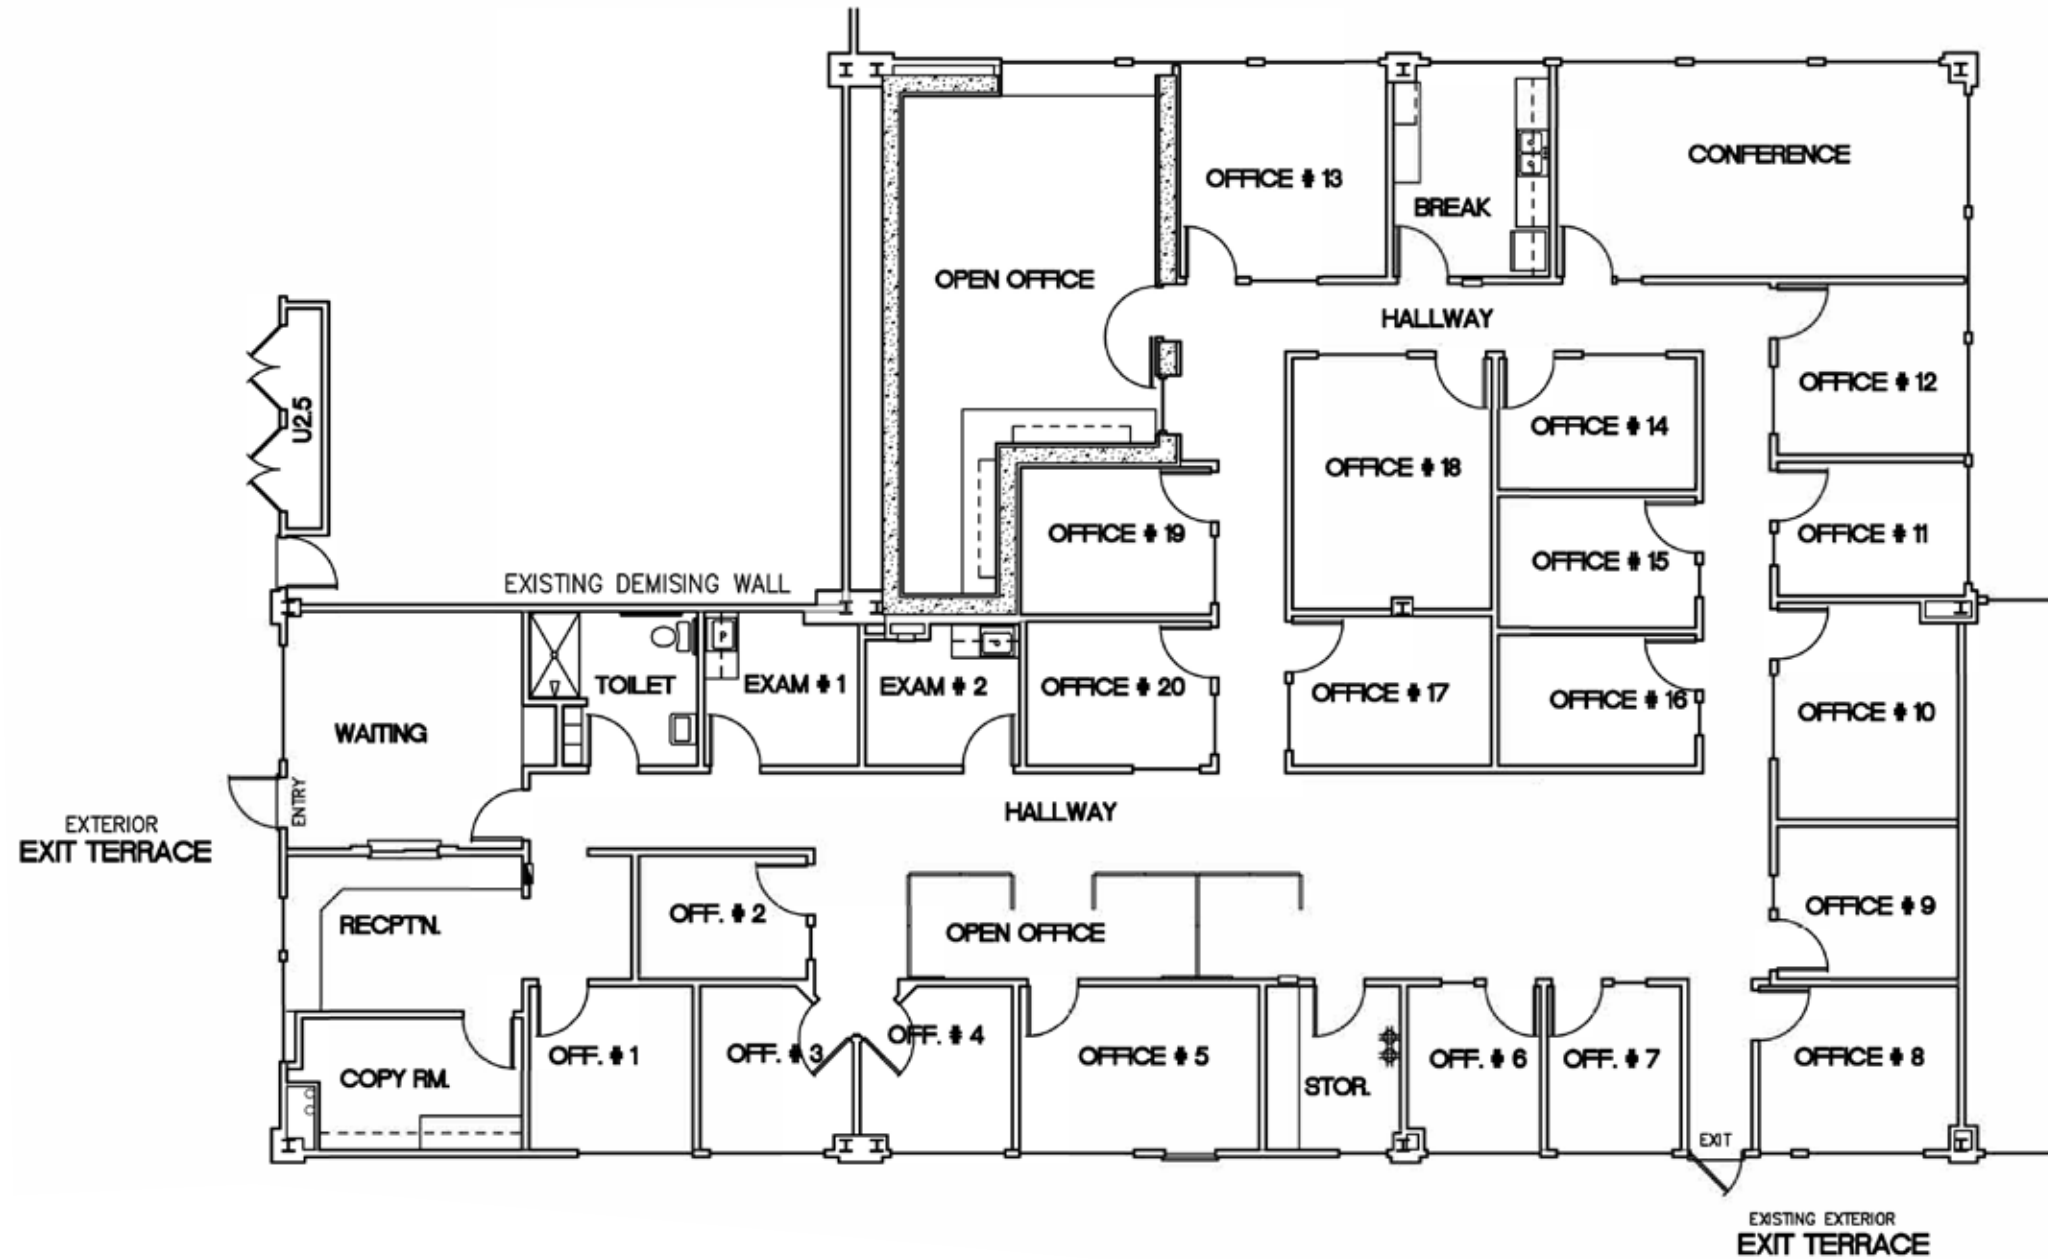 CONFERENCE
OFFICE # 13
BREAK
OPEN OFFICE
HALLWAY
OFFICE # 12
U2.5
OFFICE # 14
OFFICE # 18
OFFICE # 19
OFFICE # 11
OFFICE # 15
EXISTING DEMISING WALL
TOILET
EXAM # 1
EXAM # 2
OFFICE # 20
OFFICE # 17
OFFICE # 16
OFFICE # 10
WAITING
ENTRY
HALLWAY
EXTERIOR
EXIT TERRACE
RECPT'N.
OFF. # 2
OPEN OFFICE
OFFICE # 9
COPY RM.
OFF. # 1
OFF. # 3
OFF. # 4
OFFICE # 5
STOR.
OFF. # 6
OFF. # 7
OFFICE # 8
EXIT
EXISTING EXTERIOR
EXIT TERRACE